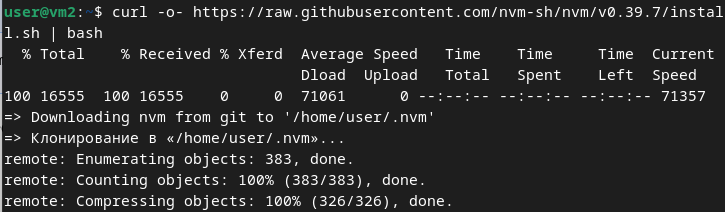 user@vm2:~$ curl -o- https://raw.githubusercontent.com/nvm-sh/nvm/v0.39.7/instal
l.sh | bash
  % Total    % Received % Xferd  Average Speed   Time    Time     Time  Current
                                 Dload  Upload   Total   Spent    Left  Speed
100 16555  100 16555    0     0  71061      0 --:--:-- --:--:-- --:--:-- 71357
=> Downloading nvm from git to '/home/user/.nvm'
=> Клонирование в «/home/user/.nvm»...
remote: Enumerating objects: 383, done.
remote: Counting objects: 100% (383/383), done.
remote: Compressing objects: 100% (326/326), done.